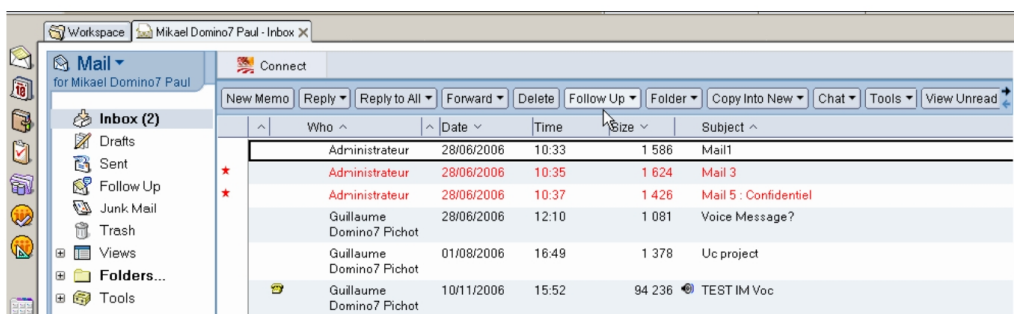 Workspace Mikael Domino7 Paul - Inbox
Mail
for Mikael Domino7 Paul
Connect
New Memo Reply Reply to All Forward Delete Follow Up Folder Copy Into New Chat Tools View Unread
Inbox (2)
Drafts
Sent
Follow Up
Junk Mail
Trash
Views
Folders...
Tools
Who Date Time Size Subject
Administrateur 28/06/2006 10:33 1 586 Mail1
Administrateur 28/06/2006 10:35 1 624 Mail 3
Administrateur 28/06/2006 10:37 1 426 Mail 5 : Confidentiel
Guillaume 28/06/2006 12:10 1 081 Voice Message?
Domino7 Pichot
Guillaume 01/08/2006 16:49 1 378 Uc project
Domino7 Pichot
Guillaume 10/11/2006 15:52 94 236 TEST IM Voc
Domino7 Pichot